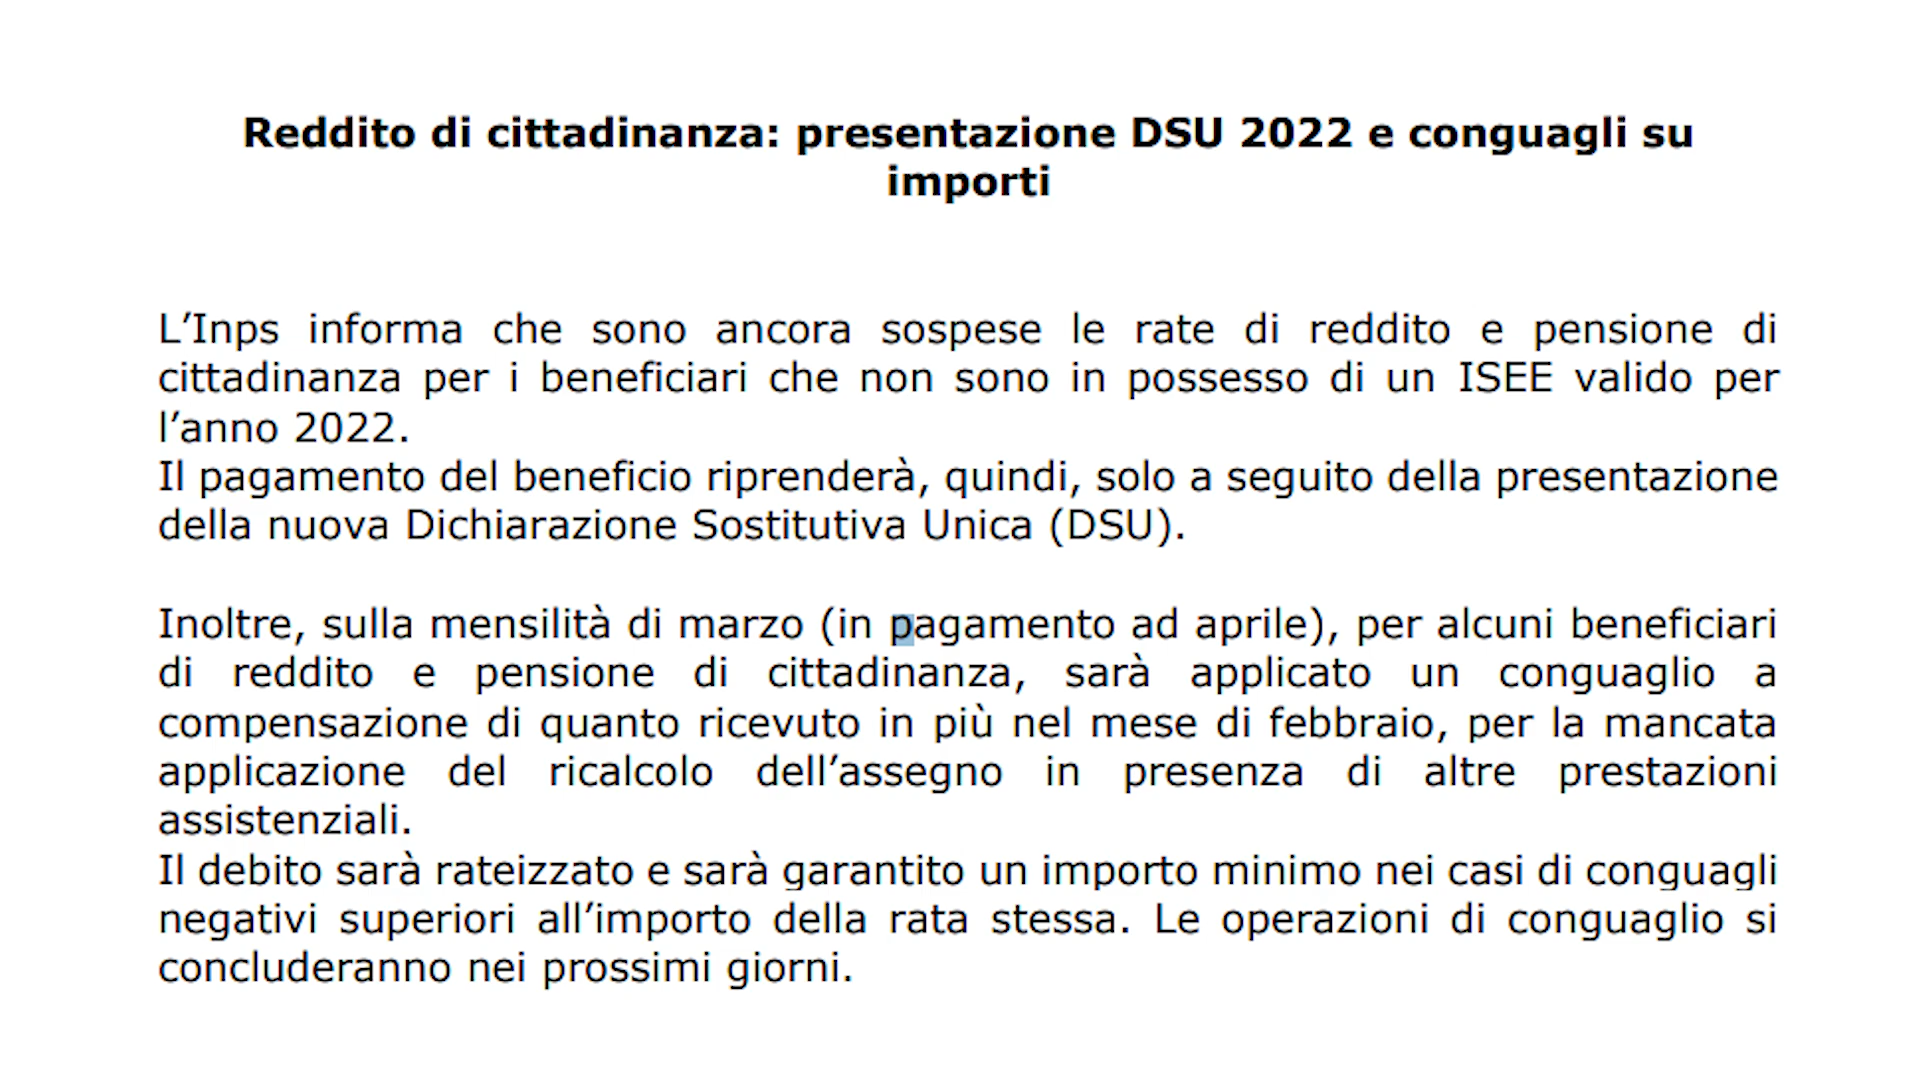 Reddito di cittadinanza: presentazione DSU 2022 e conguagli su
importi
L’Inps informa che sono ancora sospese le rate di reddito e pensione di
cittadinanza per i beneficiari che non sono in possesso di un ISEE valido per
l’anno 2022.
Il pagamento del beneficio riprenderà, quindi, solo a seguito della presentazione
della nuova Dichiarazione Sostitutiva Unica (DSU).
Inoltre, sulla mensilità di marzo (in pagamento ad aprile), per alcuni beneficiari
di reddito e pensione di cittadinanza, sarà applicato un conguaglio a
compensazione di quanto ricevuto in più nel mese di febbraio, per la mancata
applicazione del ricalcolo dell’assegno in presenza di altre prestazioni
assistenziali.
Il debito sarà rateizzato e sarà garantito un importo minimo nei casi di conguagli
negativi superiori all’importo della rata stessa. Le operazioni di conguaglio si
concluderanno nei prossimi giorni.